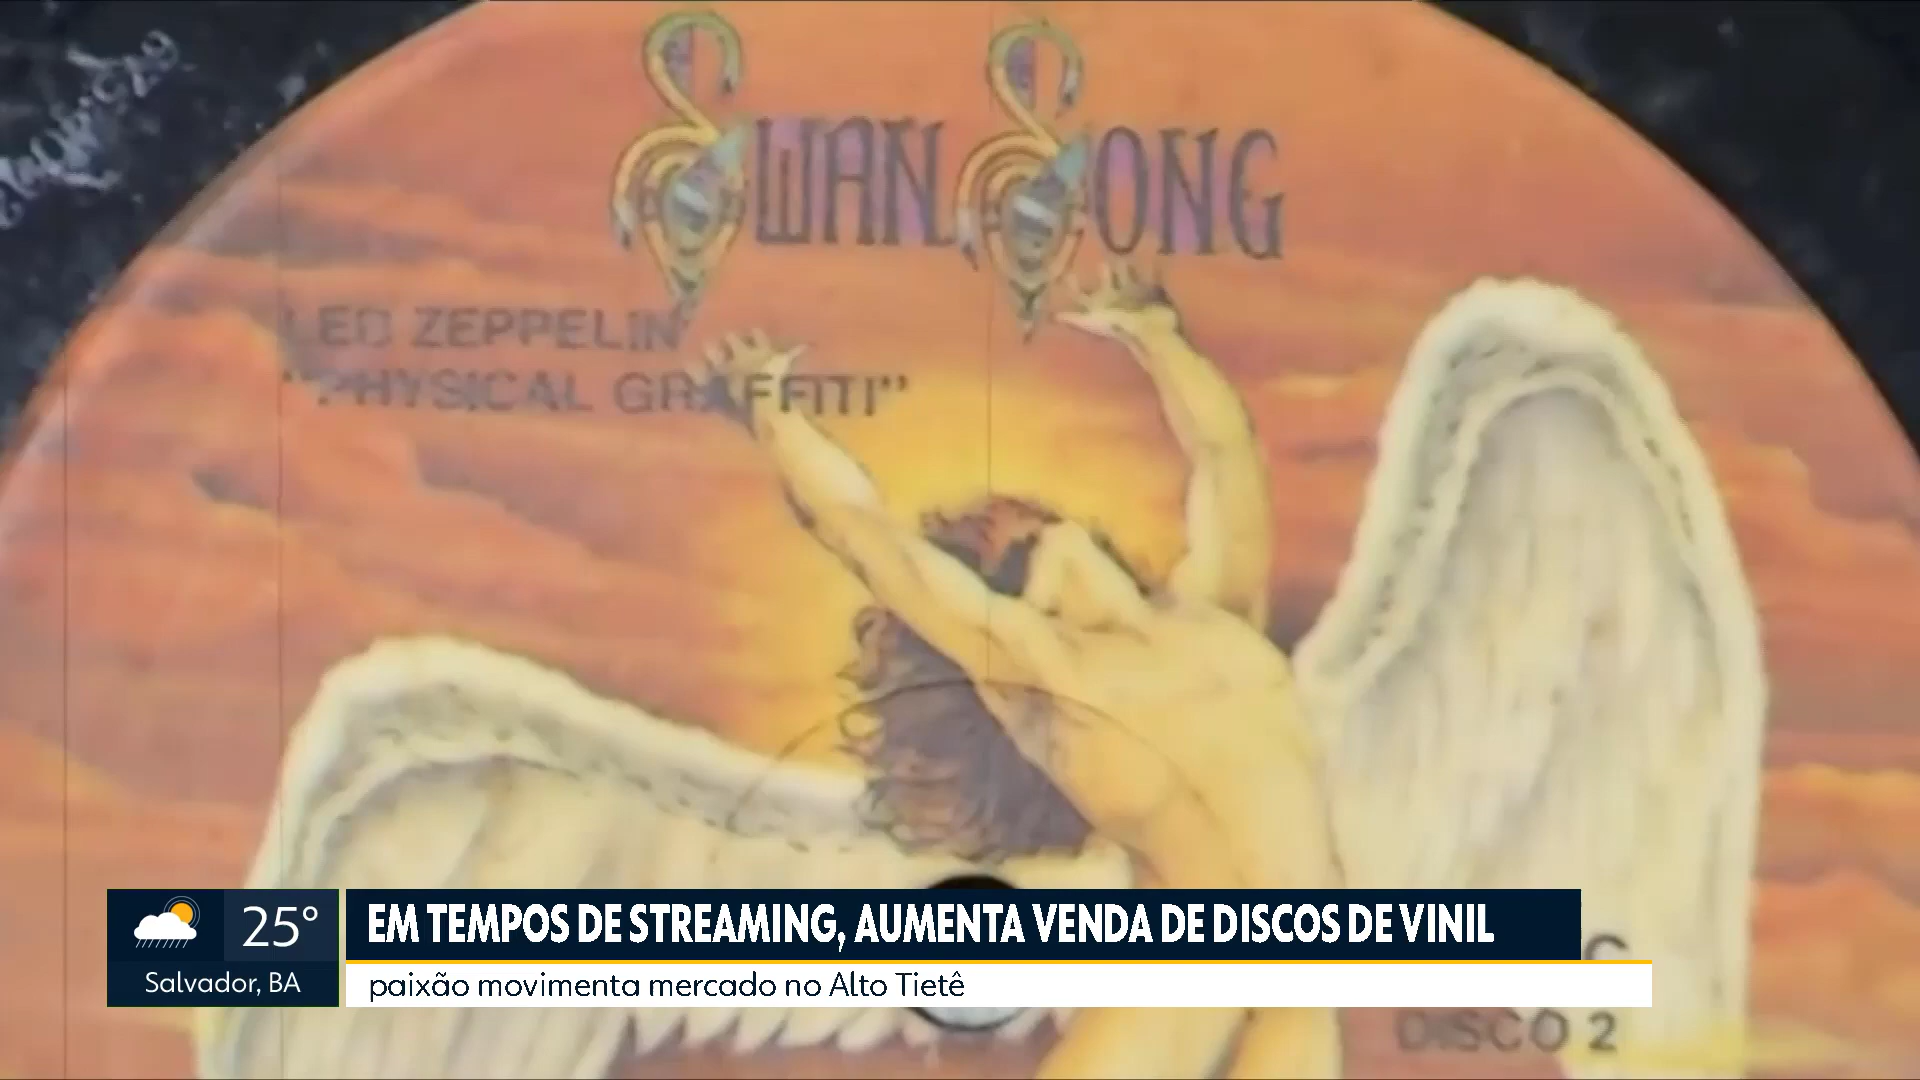 SWAN SONG
LED ZEPPELIN
"PHYSICAL GRAFFITI"
C
DISCO 2
25°
Salvador, BA
EM TEMPOS DE STREAMING, AUMENTA VENDA DE DISCOS DE VINIL
paixão movimenta mercado no Alto Tietê